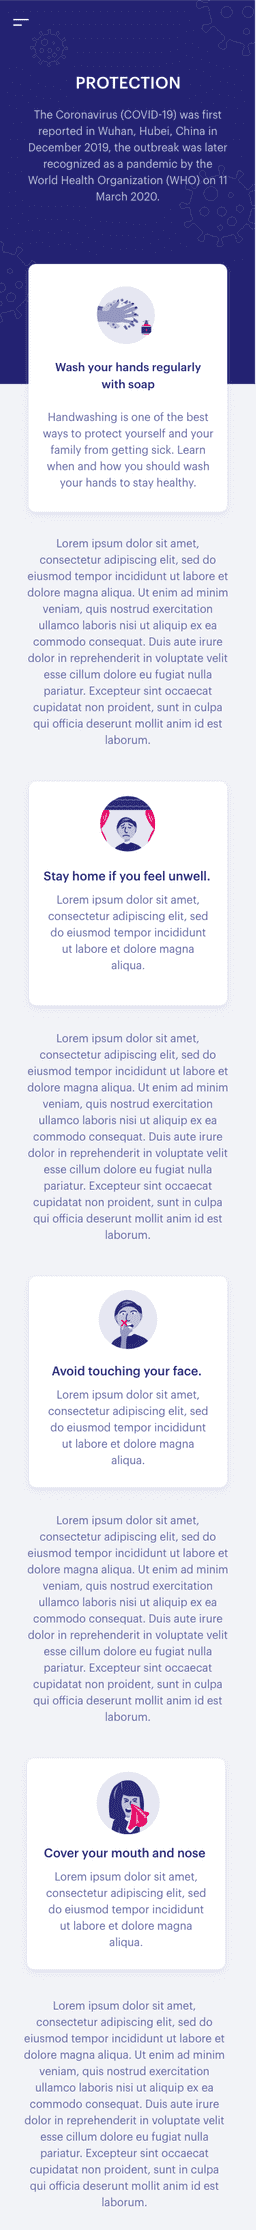 PROTECTION
The Coronavirus (COVID-19) was first
reported in Wuhan, Hubei, China in
December 2019, the outbreak was later
recognized as a pandemic by the
World Health Organization (WHO) on 11
March 2020.
Wash your hands regularly
with soap
Handwashing is one of the best
ways to protect yourself and your
family from getting sick. Learn
when and how you should wash
your hands to stay healthy.
Lorem ipsum dolor sit amet,
consectetur adipiscing elit, sed do
eiusmod tempor incididunt ut labore et
dolore magna aliqua. Ut enim ad minim
veniam, quis nostrud exercitation
ullamco laboris nisi ut aliquip ex ea
commodo consequat. Duis aute irure
dolor in reprehenderit in voluptate velit
esse cillum dolore eu fugiat nulla
pariatur. Excepteur sint occaecat
cupidatat non proident, sunt in culpa
qui officia deserunt mollit anim id est
laborum.
Stay home if you feel unwell.
Lorem ipsum dolor sit amet,
consectetur adipiscing elit, sed
do eiusmod tempor incididunt
ut labore et dolore magna
aliqua.
Lorem ipsum dolor sit amet,
consectetur adipiscing elit, sed do
eiusmod tempor incididunt ut labore et
dolore magna aliqua. Ut enim ad minim
veniam, quis nostrud exercitation
ullamco laboris nisi ut aliquip ex ea
commodo consequat. Duis aute irure
dolor in reprehenderit in voluptate velit
esse cillum dolore eu fugiat nulla
pariatur. Excepteur sint occaecat
cupidatat non proident, sunt in culpa
qui officia deserunt mollit anim id est
laborum.
Avoid touching your face.
Lorem ipsum dolor sit amet,
consectetur adipiscing elit, sed
do eiusmod tempor incididunt
ut labore et dolore magna
aliqua.
Lorem ipsum dolor sit amet,
consectetur adipiscing elit, sed do
eiusmod tempor incididunt ut labore et
dolore magna aliqua. Ut enim ad minim
veniam, quis nostrud exercitation
ullamco laboris nisi ut aliquip ex ea
commodo consequat. Duis aute irure
dolor in reprehenderit in voluptate velit
esse cillum dolore eu fugiat nulla
pariatur. Excepteur sint occaecat
cupidatat non proident, sunt in culpa
qui officia deserunt mollit anim id est
laborum.
Cover your mouth and nose
Lorem ipsum dolor sit amet,
consectetur adipiscing elit, sed
do eiusmod tempor incididunt
ut labore et dolore magna
aliqua.
Lorem ipsum dolor sit amet,
consectetur adipiscing elit, sed do
eiusmod tempor incididunt ut labore et
dolore magna aliqua. Ut enim ad minim
veniam, quis nostrud exercitation
ullamco laboris nisi ut aliquip ex ea
commodo consequat. Duis aute irure
dolor in reprehenderit in voluptate velit
esse cillum dolore eu fugiat nulla
pariatur. Excepteur sint occaecat
cupidatat non proident, sunt in culpa
qui officia deserunt mollit anim id est
laborum.